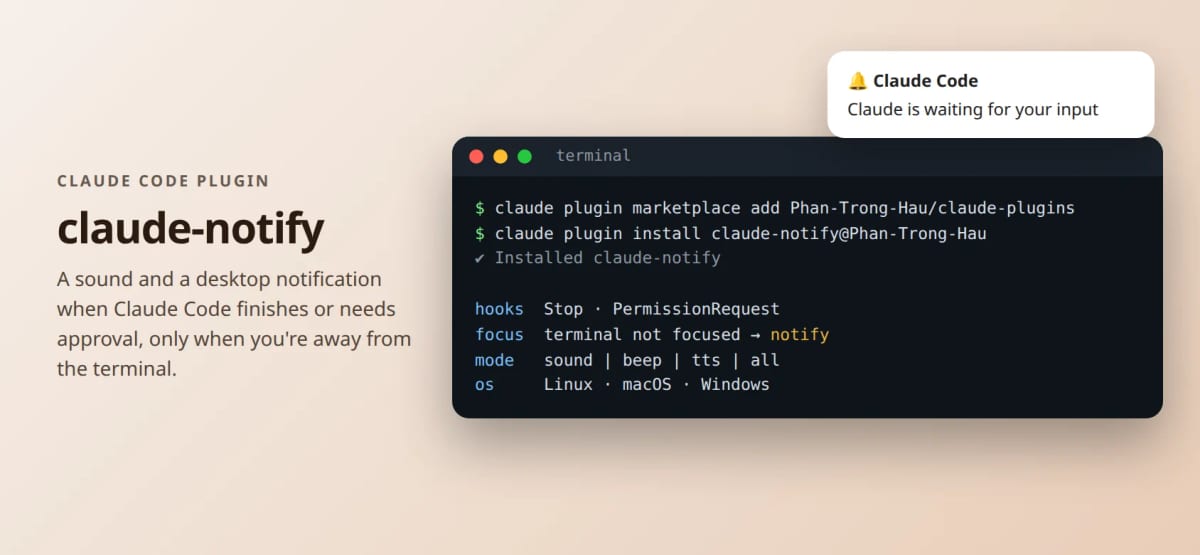 CLAUDE CODE PLUGIN
claude-notify
A sound and a desktop notification
when Claude Code finishes or needs
approval, only when you're away from
the terminal.
🔔 Claude Code
Claude is waiting for your input
terminal
$ claude plugin marketplace add Phan-Trong-Hau/claude-plugins
$ claude plugin install claude-notify@Phan-Trong-Hau
✔ Installed claude-notify
hooks Stop · PermissionRequest
focus terminal not focused → notify
mode sound | beep | tts | all
os Linux · macOS · Windows